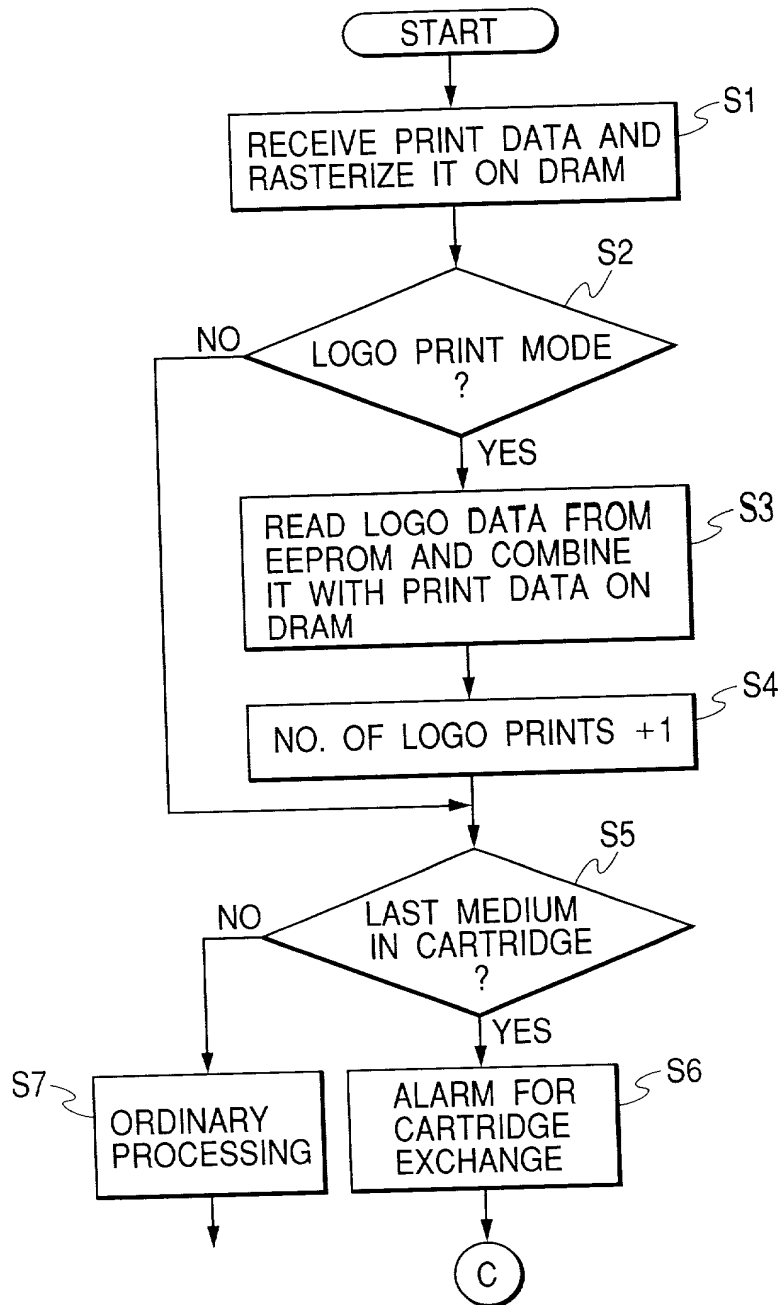 START
S1
RECEIVE PRINT DATA AND
RASTERIZE IT ON DRAM
S2
NO
LOGO PRINT MODE
?
YES
S3
READ LOGO DATA FROM
EEPROM AND COMBINE
IT WITH PRINT DATA ON
DRAM
S4
NO. OF LOGO PRINTS +1
S5
NO
LAST MEDIUM
IN CARTRIDGE
?
YES
S7
ORDINARY
PROCESSING
S6
ALARM FOR
CARTRIDGE
EXCHANGE
C